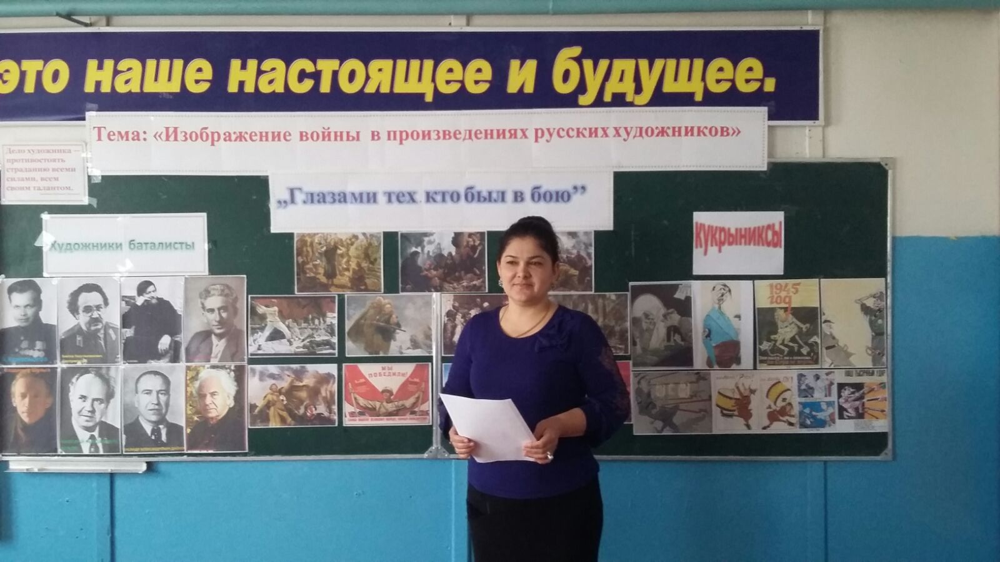 это наше настоящее и будущее.
Тема: «Изображение войны в произведениях русских художников»
Дело художника —
противостоять
страданию всеми
силами, всем
своим талантом.
„Глазами тех кто был в бою”
Художники баталисты
КУКРЫНИКСЫ
1945
год
МЫ
ПОБЕДИЛИ!